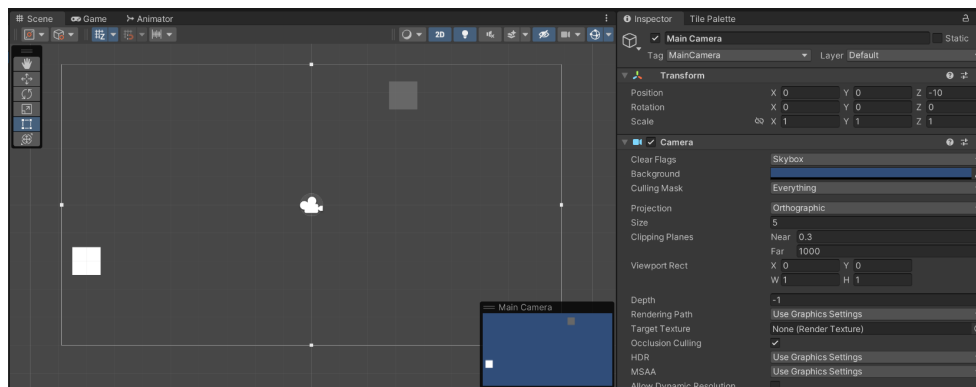 Scene Game Animator
2D
Main Camera
Inspector Tile Palette
Main Camera Static
Tag MainCamera Layer Default
Transform
Position X 0 Y 0 Z -10
Rotation X 0 Y 0 Z 0
Scale X 1 Y 1 Z 1
Camera
Clear Flags Skybox
Background
Culling Mask Everything
Projection Orthographic
Size 5
Clipping Planes Near 0.3
Far 1000
Viewport Rect X 0 Y 0
W 1 H 1
Depth -1
Rendering Path Use Graphics Settings
Target Texture None (Render Texture)
Occlusion Culling
HDR Use Graphics Settings
MSAA Use Graphics Settings
Allow Dynamic Resolution